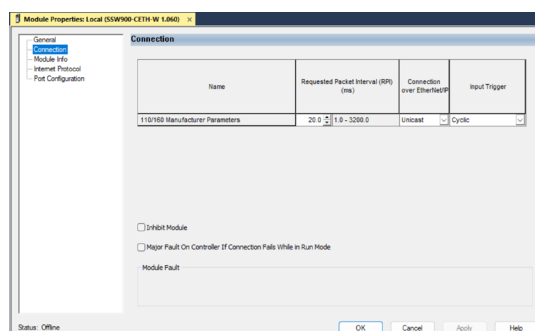 Module Properties: Local (SSW900-CETH-W 1.060) ×
General
Connection
Module Info
Internet Protocol
Port Configuration
Connection
Name
Requested Packet Interval (RPI)
(ms)
Connection
over EtherNet/IP
Input Trigger
110/160 Manufacturer Parameters
20.0
1.0 - 3200.0
Unicast
Cyclic
Inhibit Module
Major Fault On Controller If Connection Fails While in Run Mode
Module Fault
Status: Offline
OK
Cancel
Apply
Help